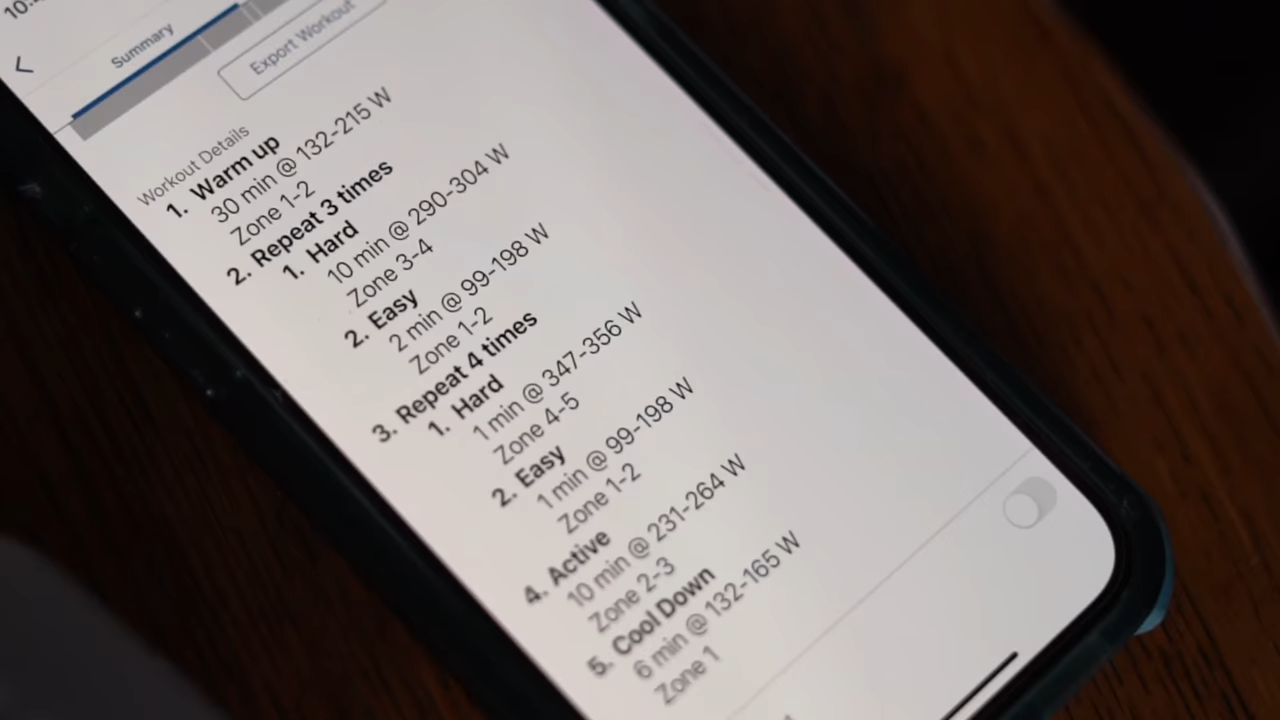 Summary
Export Workout
Workout Details
1. Warm up
30 min @ 132-215 W
Zone 1-2
2. Repeat 3 times
1. Hard
10 min @ 290-304 W
Zone 3-4
2. Easy
2 min @ 99-198 W
Zone 1-2
3. Repeat 4 times
1. Hard
1 min @ 347-356 W
Zone 4-5
2. Easy
1 min @ 99-198 W
Zone 1-2
4. Active
10 min @ 231-264 W
Zone 2-3
5. Cool Down
6 min @ 132-165 W
Zone 1